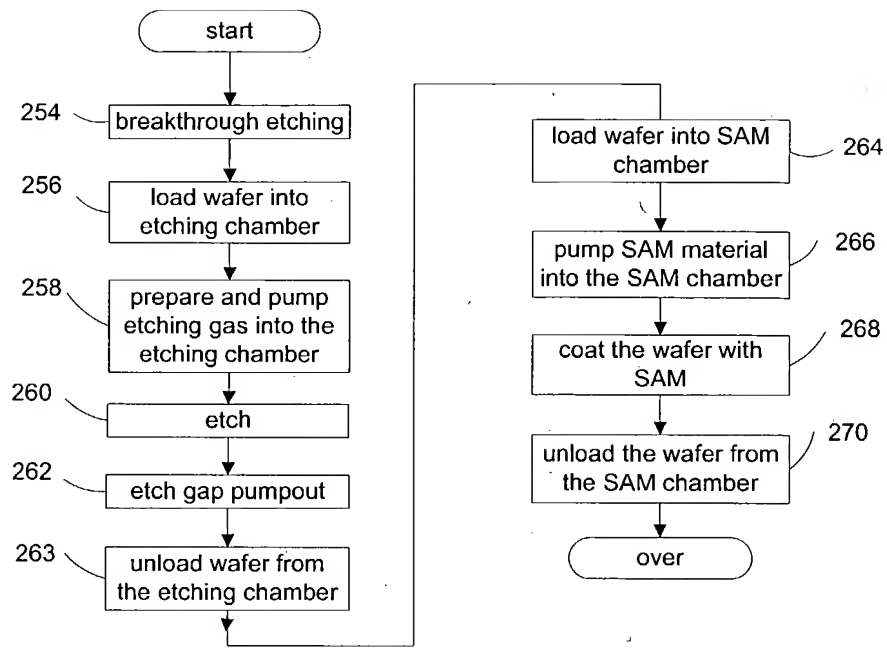 start
254
breakthrough etching
256
load wafer into
etching chamber
258
prepare and pump
etching gas into the
etching chamber
260
etch
262
etch gap pumpout
263
unload wafer from
the etching chamber
load wafer into SAM
chamber
264
pump SAM material
into the SAM chamber
266
coat the wafer with
SAM
268
unload the wafer from
the SAM chamber
270
over